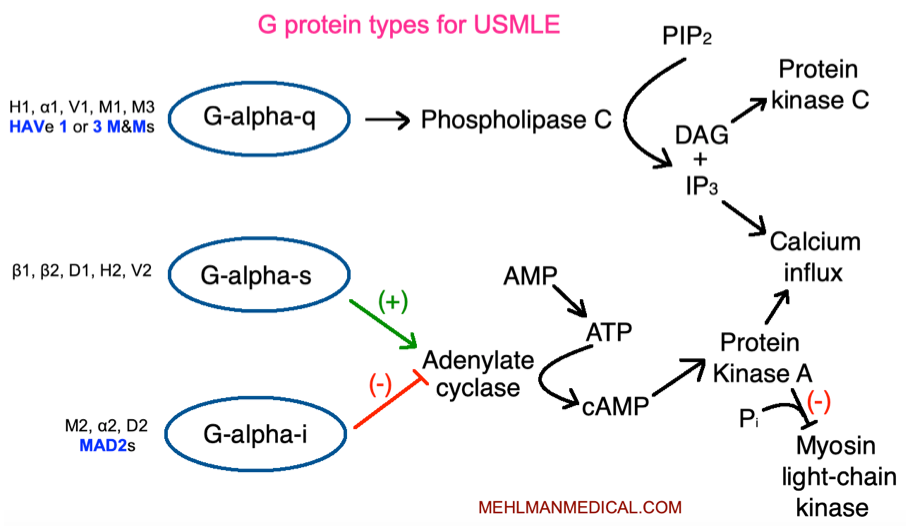 G protein types for USMLE
PIP₂
Protein
kinase C
H1, α1, V1, M1, M3
HAVe 1 or 3 M&Ms
G-alpha-q
Phospholipase C
DAG
+
IP₃
Calcium
influx
β1, β2, D1, H2, V2
G-alpha-s
(+)
AMP
ATP
Adenylate
cyclase
(-)
cAMP
Protein
Kinase A
(-)
Pᵢ
M2, α2, D2
MAD2s
G-alpha-i
Myosin
light-chain
kinase
MEHLMANMEDICAL.COM